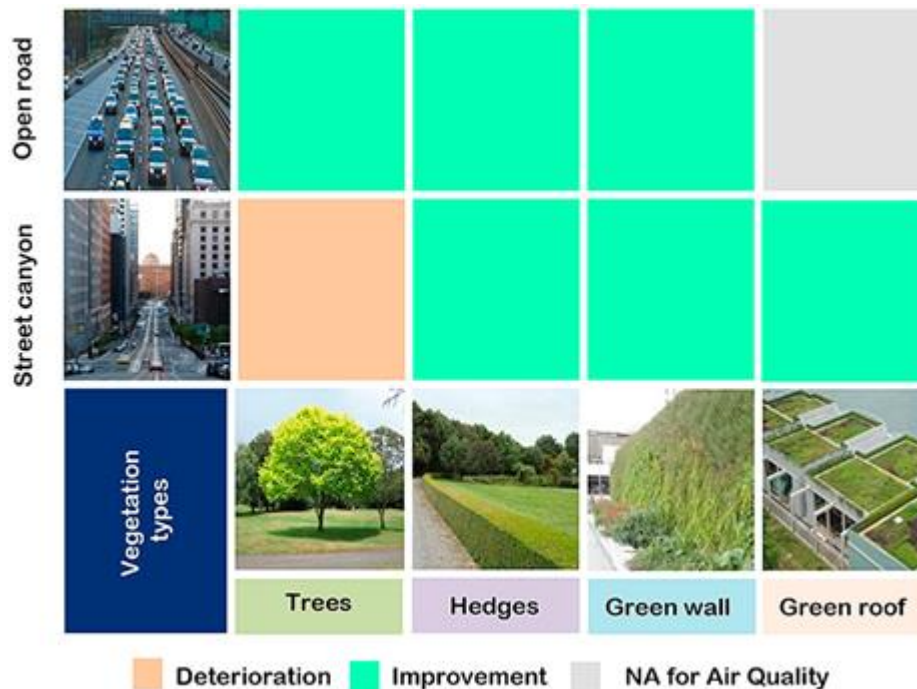 Open road
Street canyon
Vegetation
types
Trees
Hedges
Green wall
Green roof
Deterioration
Improvement
NA for Air Quality